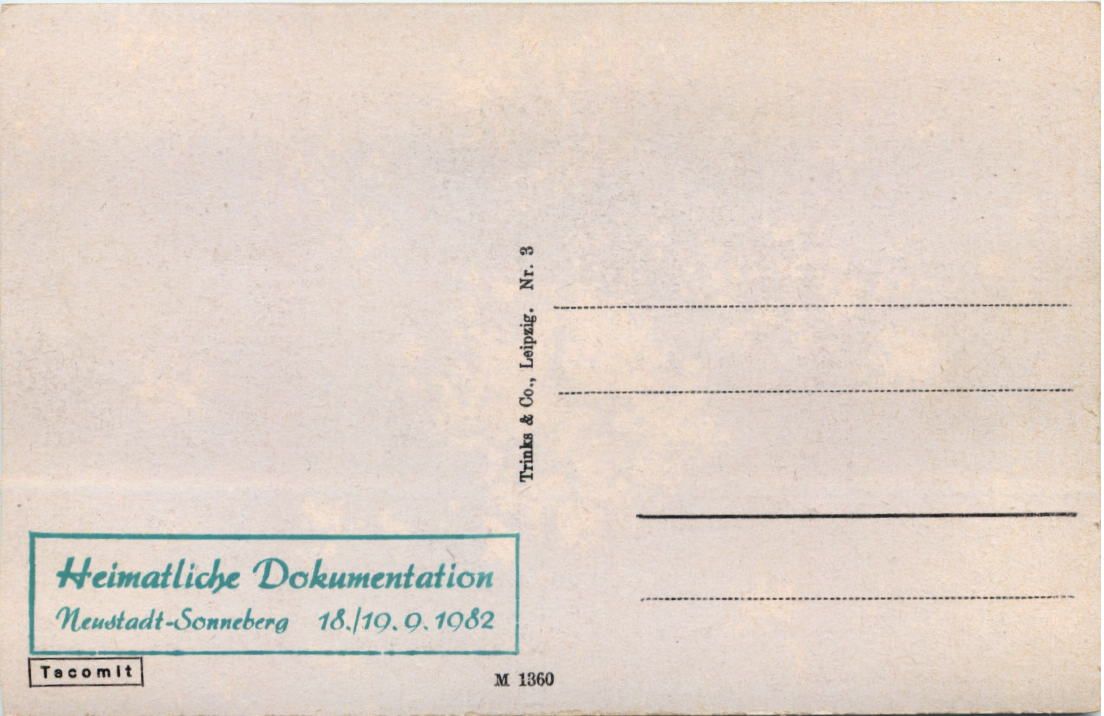 Trinks & Co., Leipzig. Nr. 3
Heimatliche Dokumentation
Neustadt-Sonneberg 18./19. 9. 1982
Tacomit
M 1360